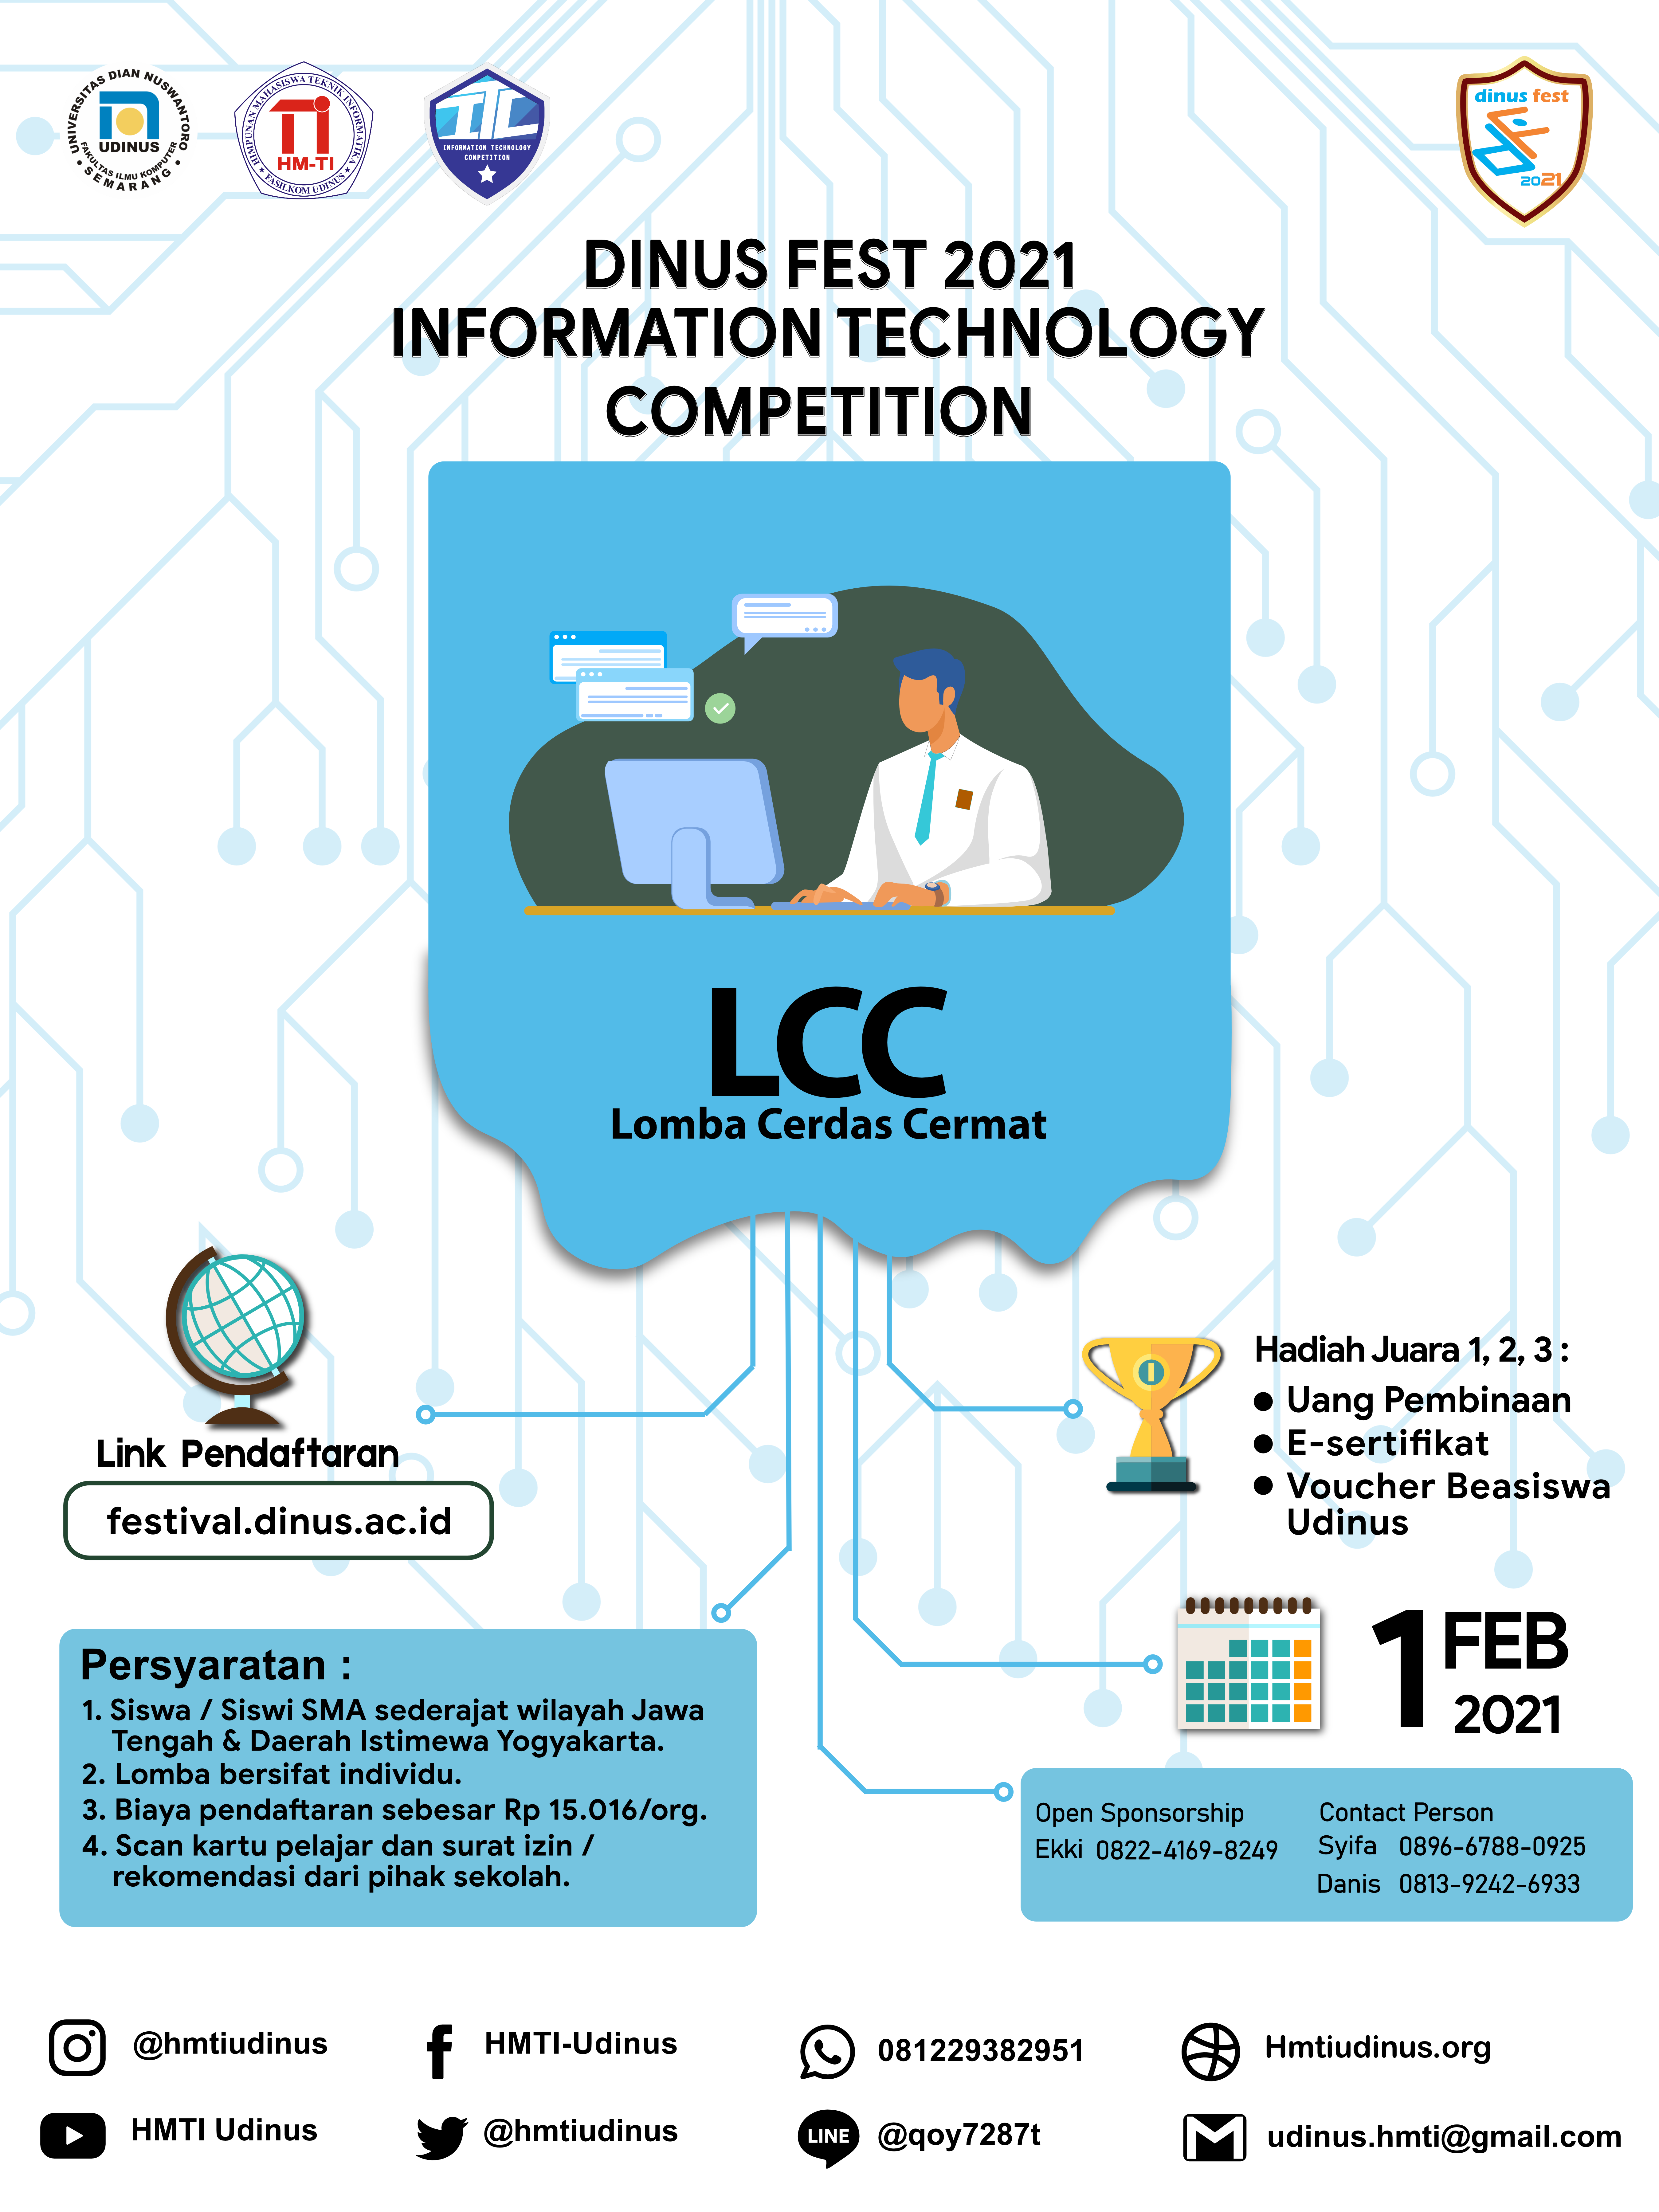 UNIVERSITAS DIAN NUSWANTORO
UDINUS
FAKULTAS ILMU KOMPUTER
• SEMARANG •
HIMPUNAN MAHASISWA TEKNIK INFORMATIKA
TI
HM-TI
★ FASILKOM UDINUS ★
ITC
INFORMATION TECHNOLOGY
COMPETITION
dinus fest
2021
DINUS FEST 2021
INFORMATION TECHNOLOGY
COMPETITION
LCC
Lomba Cerdas Cermat
Link Pendaftaran
festival.dinus.ac.id
Hadiah Juara 1, 2, 3 :
● Uang Pembinaan
● E-sertifikat
● Voucher Beasiswa
Udinus
1 FEB
2021
Persyaratan :
1. Siswa / Siswi SMA sederajat wilayah Jawa
Tengah & Daerah Istimewa Yogyakarta.
2. Lomba bersifat individu.
3. Biaya pendaftaran sebesar Rp 15.016/org.
4. Scan kartu pelajar dan surat izin /
rekomendasi dari pihak sekolah.
Open Sponsorship
Ekki 0822-4169-8249
Contact Person
Syifa 0896-6788-0925
Danis 0813-9242-6933
@hmtiudinus
HMTI-Udinus
081229382951
Hmtiudinus.org
HMTI Udinus
@hmtiudinus
LINE
@qoy7287t
udinus.hmti@gmail.com